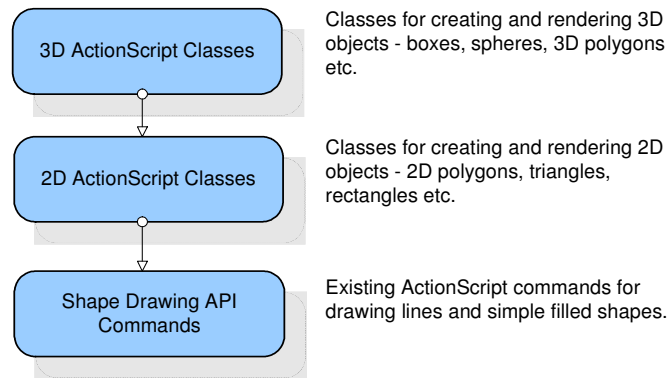 3D ActionScript Classes
Classes for creating and rendering 3D
objects - boxes, spheres, 3D polygons
etc.
2D ActionScript Classes
Classes for creating and rendering 2D
objects - 2D polygons, triangles,
rectangles etc.
Shape Drawing API
Commands
Existing ActionScript commands for
drawing lines and simple filled shapes.